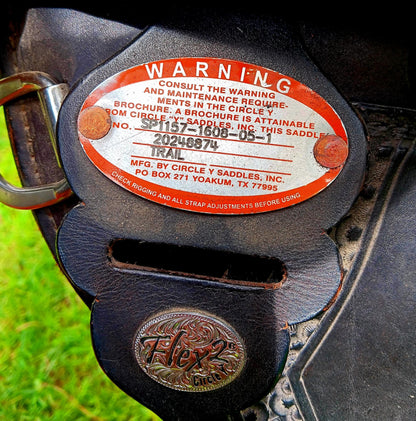 WARNING
CONSULT THE WARNING
AND MAINTENANCE REQUIRE-
MENTS IN THE CIRCLE Y
BROCHURE. A BROCHURE IS ATTAINABLE
FROM CIRCLE "Y" SADDLES, INC. THIS SADDLE
NO. SP1157-1608-05-1
20246874
TRAIL
MFG. BY CIRCLE Y SADDLES, INC.
PO BOX 271 YOAKUM, TX 77995
CHECK RIGGING AND ALL STRAP ADJUSTMENTS BEFORE USE
Flex2
Circle Y